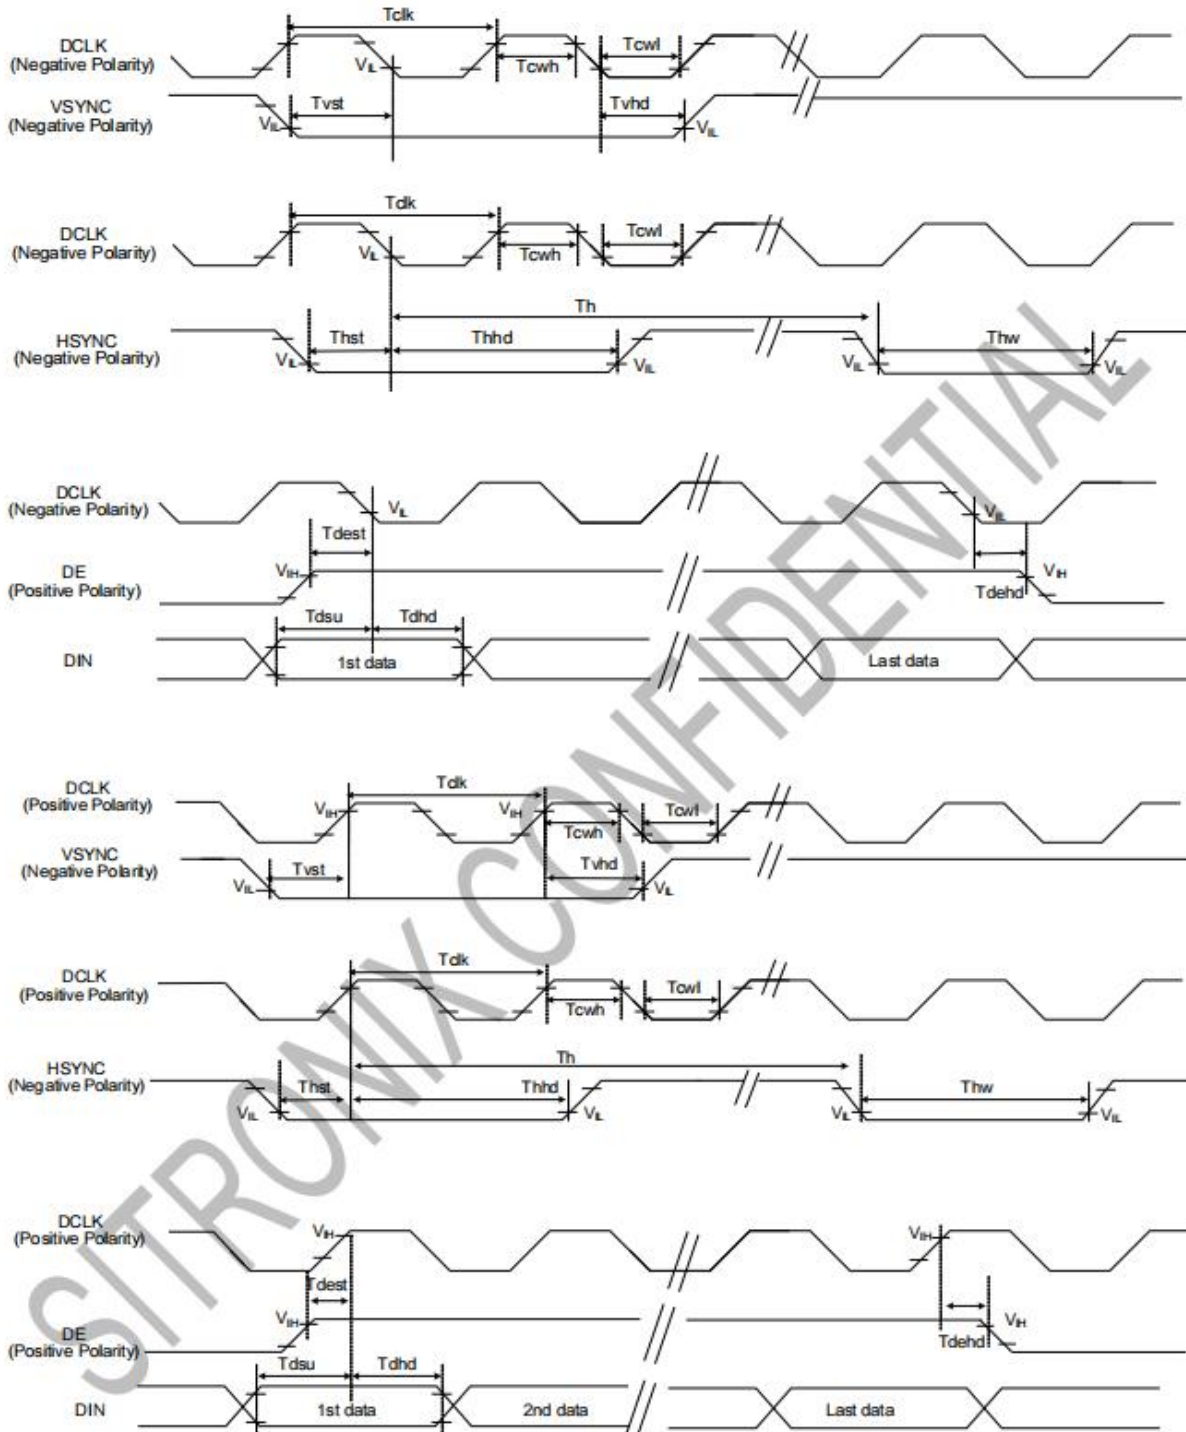 Tclk
DCLK
(Negative Polarity)
VIL
Tcwh
Tcwl
VSYNC
(Negative Polarity)
VIL
Tvst
Tvhd
VIL
Tclk
DCLK
(Negative Polarity)
VIL
Tcwh
Tcwl
Th
HSYNC
(Negative Polarity)
VIL
Thst
Thhd
VIL
VIL
Thw
VIL
DCLK
(Negative Polarity)
VIL
VIL
Tdest
DE
(Positive Polarity)
VIH
VIH
Tdehd
Tdsu
Tdhd
DIN
1st data
Last data
DCLK
(Positive Polarity)
VIH
Tclk
VIH
Tcwh
Tcwl
VSYNC
(Negative Polarity)
VIL
Tvst
Tvhd
VIL
Tclk
DCLK
(Positive Polarity)
Tcwh
Tcwl
Th
HSYNC
(Negative Polarity)
VIL
Thst
Thhd
VIL
VIL
Thw
VIL
DCLK
(Positive Polarity)
VIH
VIH
Tdest
DE
(Positive Polarity)
VIH
VIH
Tdehd
Tdsu
Tdhd
DIN
1st data
2nd data
Last data
SITRONIX CONFIDENTIAL